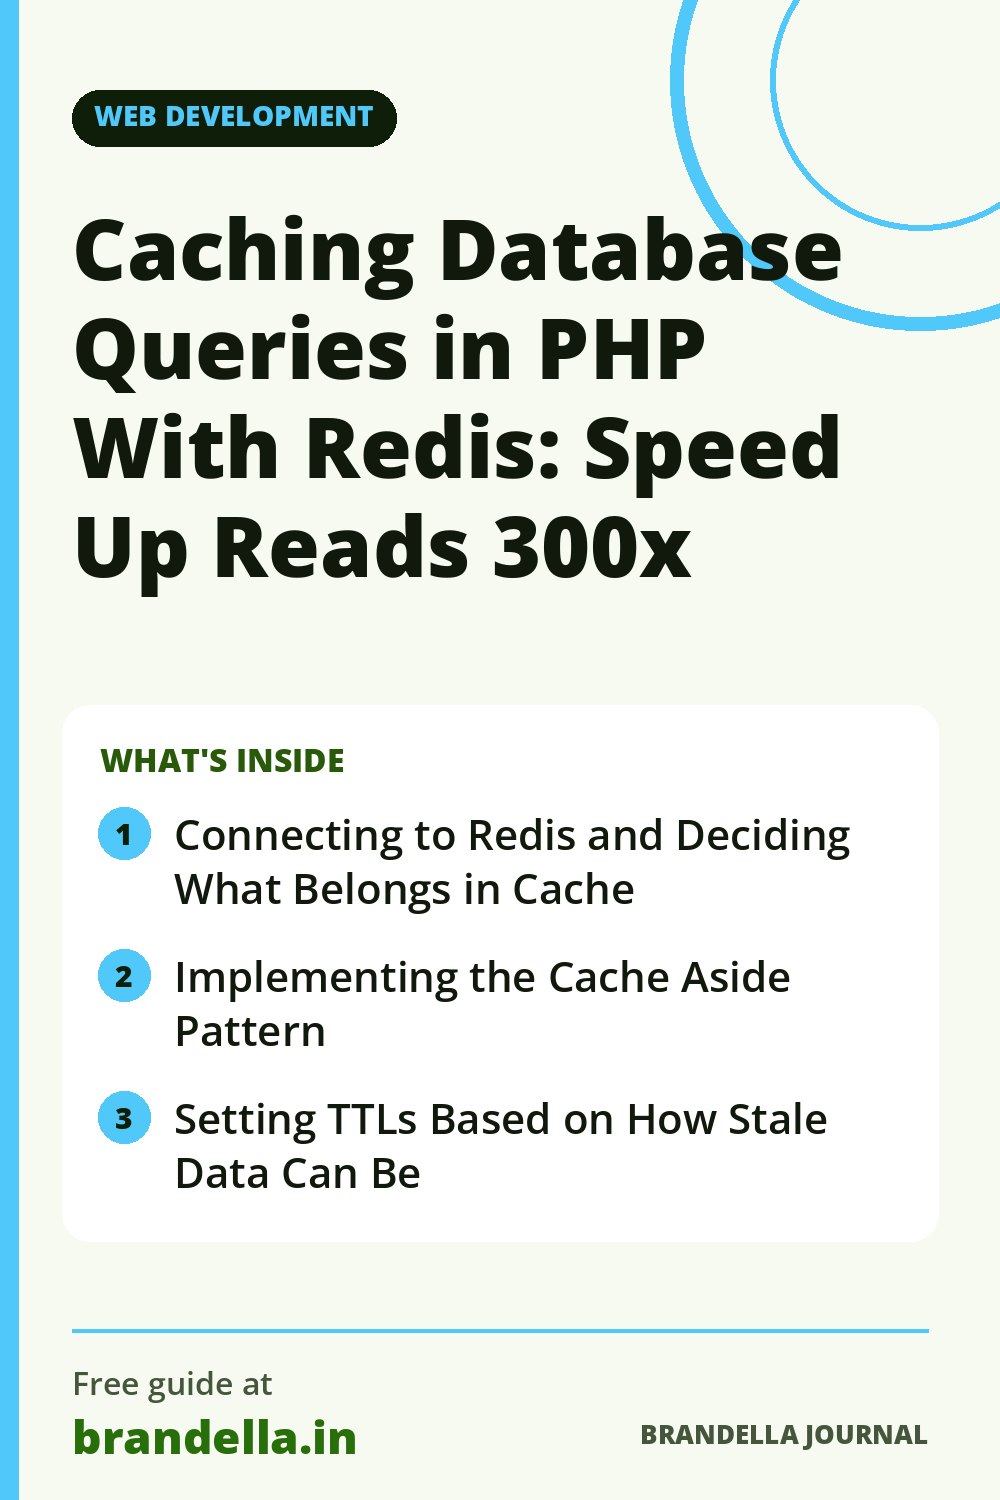 WEB DEVELOPMENT
Caching Database
Queries in PHP
With Redis: Speed
Up Reads 300x
WHAT'S INSIDE
1 Connecting to Redis and Deciding
What Belongs in Cache
2 Implementing the Cache Aside
Pattern
3 Setting TTLs Based on How Stale
Data Can Be
Free guide at
brandella.in
BRANDELLA JOURNAL